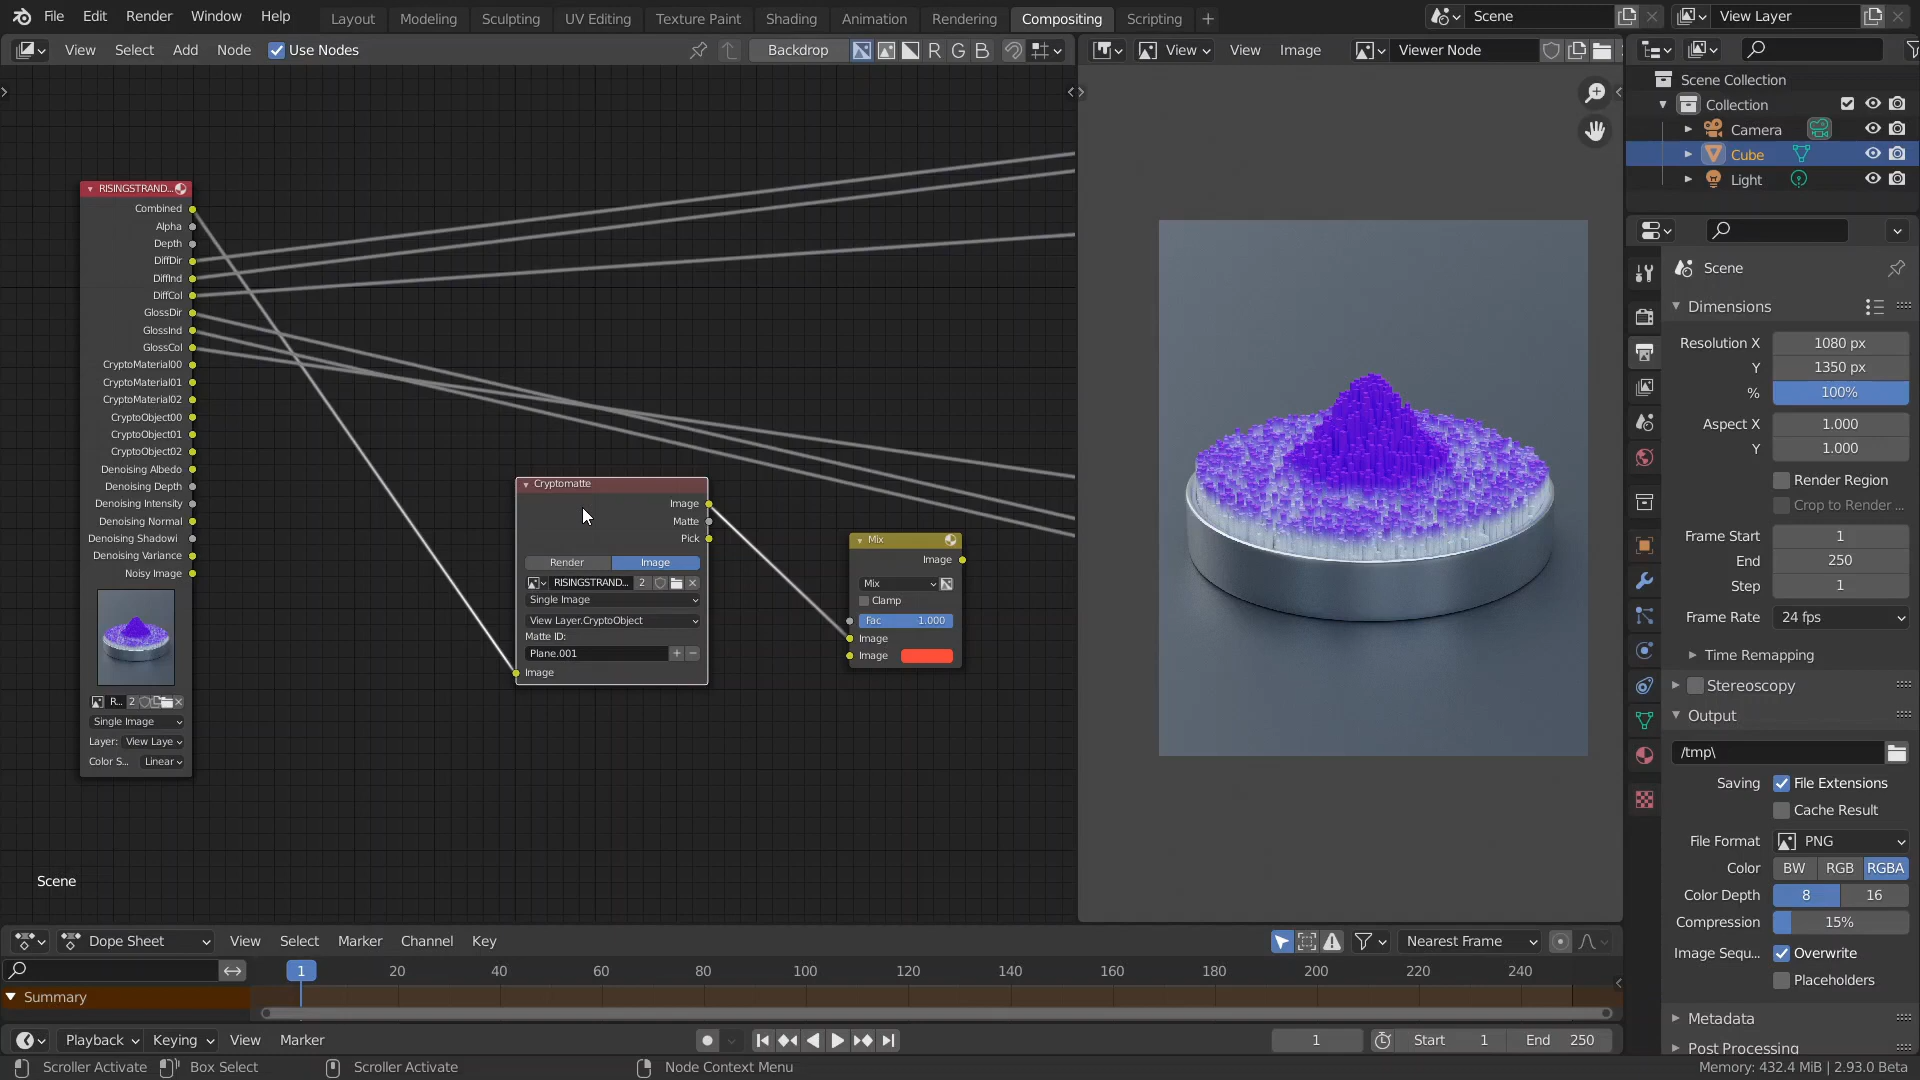 File Edit Render Window Help Layout Modeling Sculpting UV Editing Texture Paint Shading Animation Rendering Compositing Scripting + Scene View Layer
View Select Add Node Use Nodes Backdrop R G B View View Image Viewer Node
Scene Collection
Collection
Camera
Cube
Light
RISINGSTRAND...
Combined
Alpha
Depth
DiffDir
DiffInd
DiffCol
GlossDir
GlossInd
GlossCol
CryptoMaterial00
CryptoMaterial01
CryptoMaterial02
CryptoObject00
CryptoObject01
CryptoObject02
Denoising Albedo
Denoising Depth
Denoising Intensity
Denoising Normal
Denoising Shadowi
Denoising Variance
Noisy Image
R... 2
Single Image
Layer: View Laye
Color S... Linear
Cryptomatte
Image
Matte
Pick
Render Image
RISINGSTRAND... 2
Single Image
View Layer.CryptoObject
Matte ID:
Plane.001 + −
Image
Mix
Image
Mix
Clamp
Fac 1.000
Image
Image
Scene
Scene
Dimensions
Resolution X 1080 px
Y 1350 px
% 100%
Aspect X 1.000
Y 1.000
Render Region
Crop to Render ...
Frame Start 1
End 250
Step 1
Frame Rate 24 fps
Time Remapping
Stereoscopy
Output
/tmp\
Saving File Extensions
Cache Result
File Format PNG
Color BW RGB RGBA
Color Depth 8 16
Compression 15%
Image Sequ... Overwrite
Placeholders
Metadata
Post Processing
Dope Sheet View Select Marker Channel Key Nearest Frame
1 20 40 60 80 100 120 140 160 180 200 220 240
Summary
Playback Keying View Marker 1 Start 1 End 250
Scroller Activate Box Select Scroller Activate Node Context Menu Memory: 432.4 MiB | 2.93.0 Beta